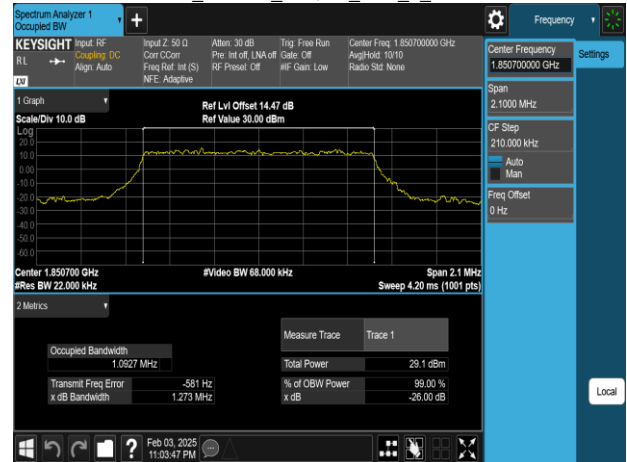 Spectrum Analyzer 1
Occupied BW
Frequency
KEYSIGHT
RL
LXI
Input: RF
Coupling: DC
Align: Auto
Input Z: 50 Ω
Corr CCorr
Freq Ref: Int (S)
NFE: Adaptive
Atten: 30 dB
Pre: Int off, LNA off
RF Presel: Off
Trig: Free Run
Gate: Off
#IF Gain: Low
Center Freq: 1.850700000 GHz
Avg|Hold: 10/10
Radio Std: None
Center Frequency
1.850700000 GHz
Settings
Span
2.1000 MHz
CF Step
210.000 kHz
Auto
Man
Freq Offset
0 Hz
1 Graph
Scale/Div 10.0 dB
Ref Lvl Offset 14.47 dB
Ref Value 30.00 dBm
Log
20.0
10.0
0.00
-10.0
-20.0
-30.0
-40.0
-50.0
-60.0
Center 1.850700 GHz
#Res BW 22.000 kHz
#Video BW 68.000 kHz
Span 2.1 MHz
Sweep 4.20 ms (1001 pts)
2 Metrics
Measure Trace Trace 1
Occupied Bandwidth
1.0927 MHz
Total Power 29.1 dBm
Transmit Freq Error -581 Hz
% of OBW Power 99.00 %
x dB Bandwidth 1.273 MHz
x dB -26.00 dB
Local
?
Feb 03, 2025
11:03:47 PM